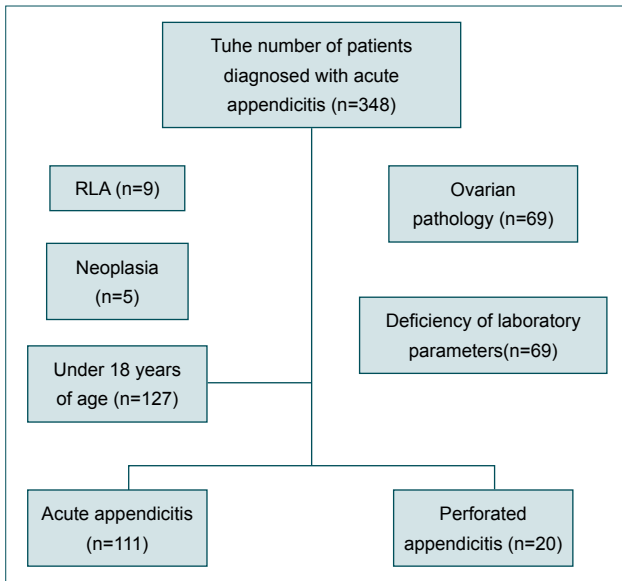 Tuhe number of patients
diagnosed with acute
appendicitis (n=348)
RLA (n=9)
Ovarian
pathology (n=69)
Neoplasia
(n=5)
Deficiency of laboratory
parameters(n=69)
Under 18 years
of age (n=127)
Acute appendicitis
(n=111)
Perforated
appendicitis (n=20)